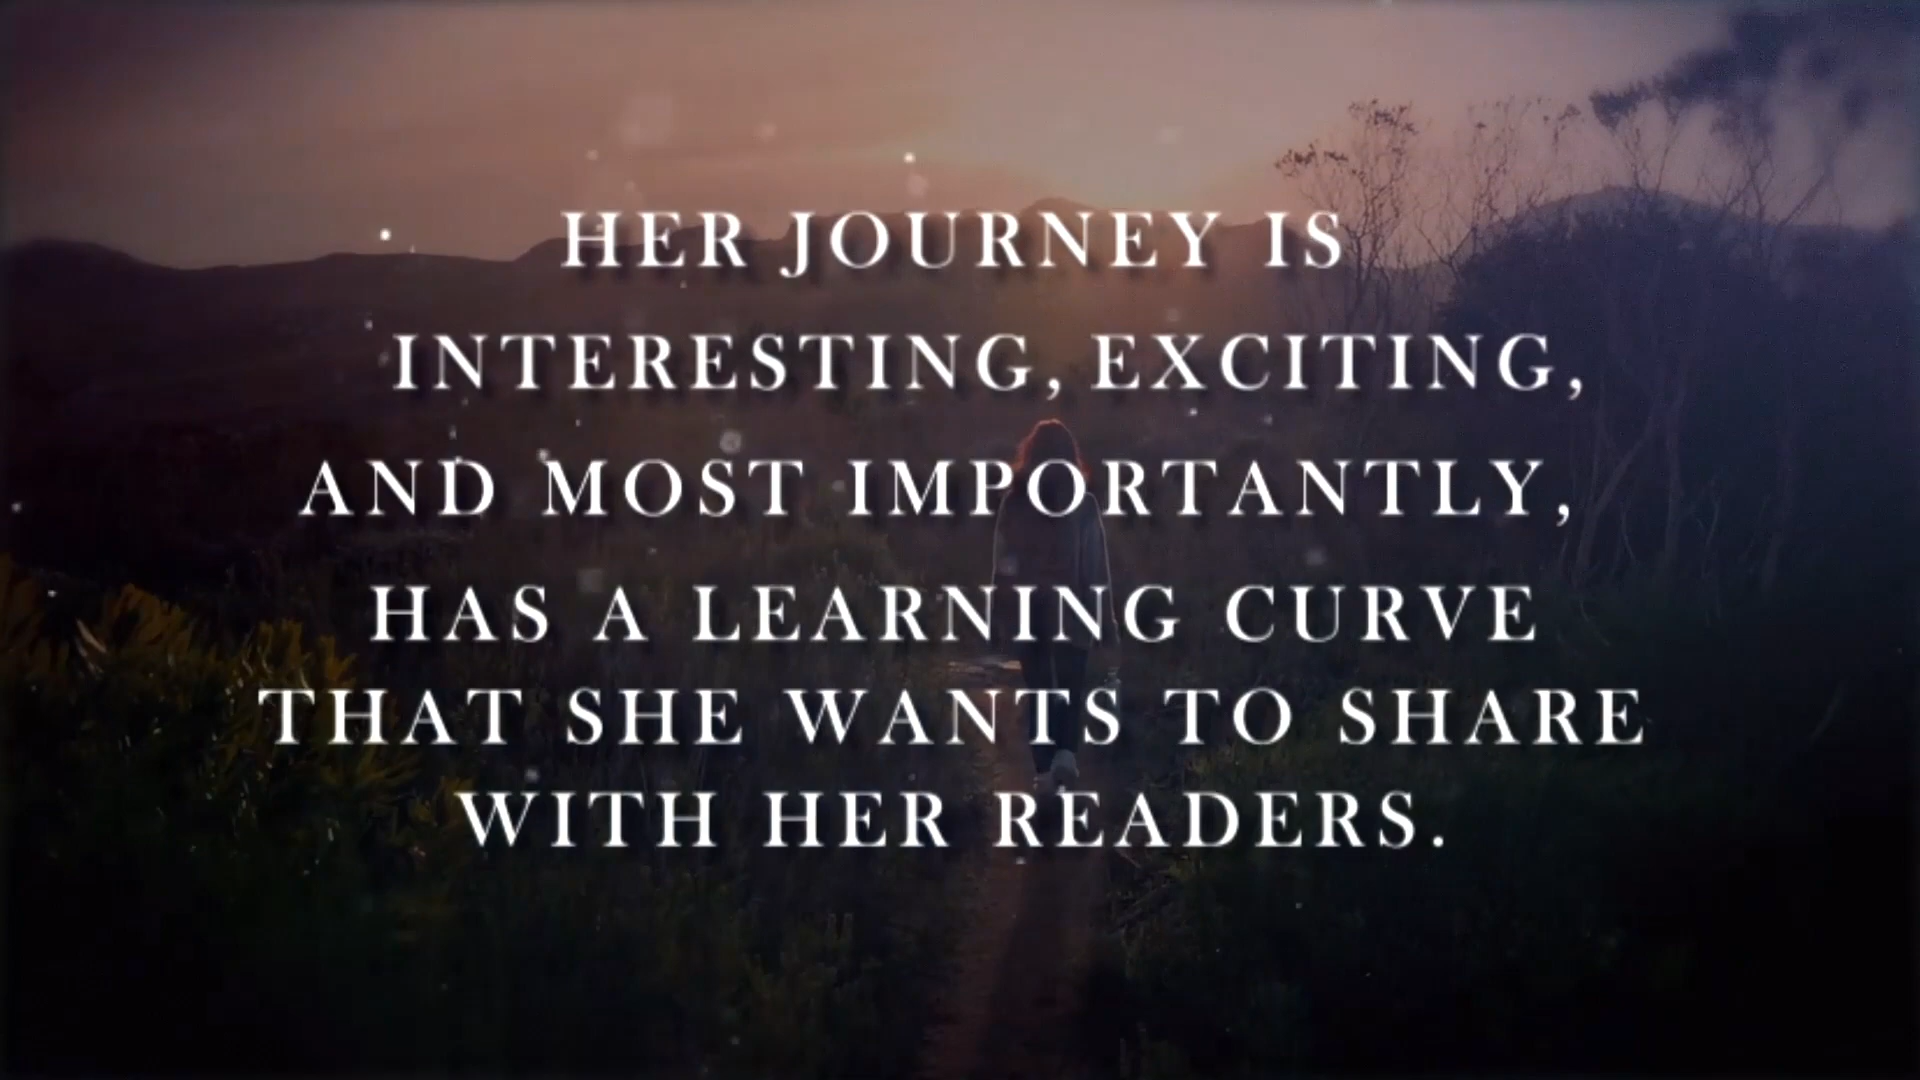 HER JOURNEY IS
INTERESTING, EXCITING,
AND MOST IMPORTANTLY,
HAS A LEARNING CURVE
THAT SHE WANTS TO SHARE
WITH HER READERS.